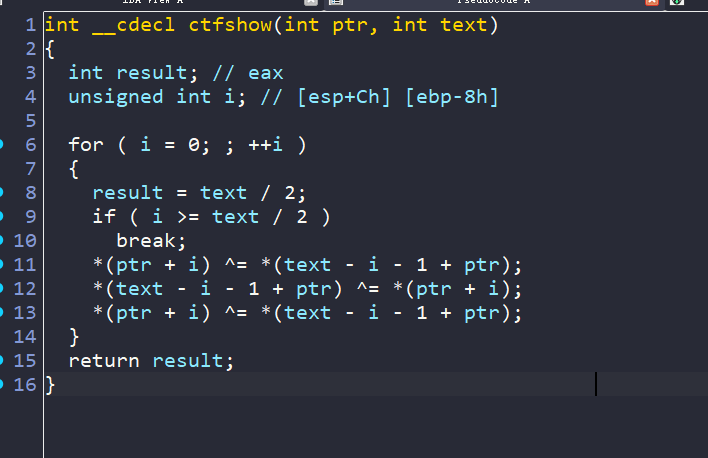 IDA View-A Pseudocode-A
1 int __cdecl ctfshow(int ptr, int text)
2 {
3   int result; // eax
4   unsigned int i; // [esp+Ch] [ebp-8h]
5
6   for ( i = 0; ; ++i )
7   {
8     result = text / 2;
9     if ( i >= text / 2 )
10       break;
11     *(ptr + i) ^= *(text - i - 1 + ptr);
12     *(text - i - 1 + ptr) ^= *(ptr + i);
13     *(ptr + i) ^= *(text - i - 1 + ptr);
14   }
15   return result;
16 }